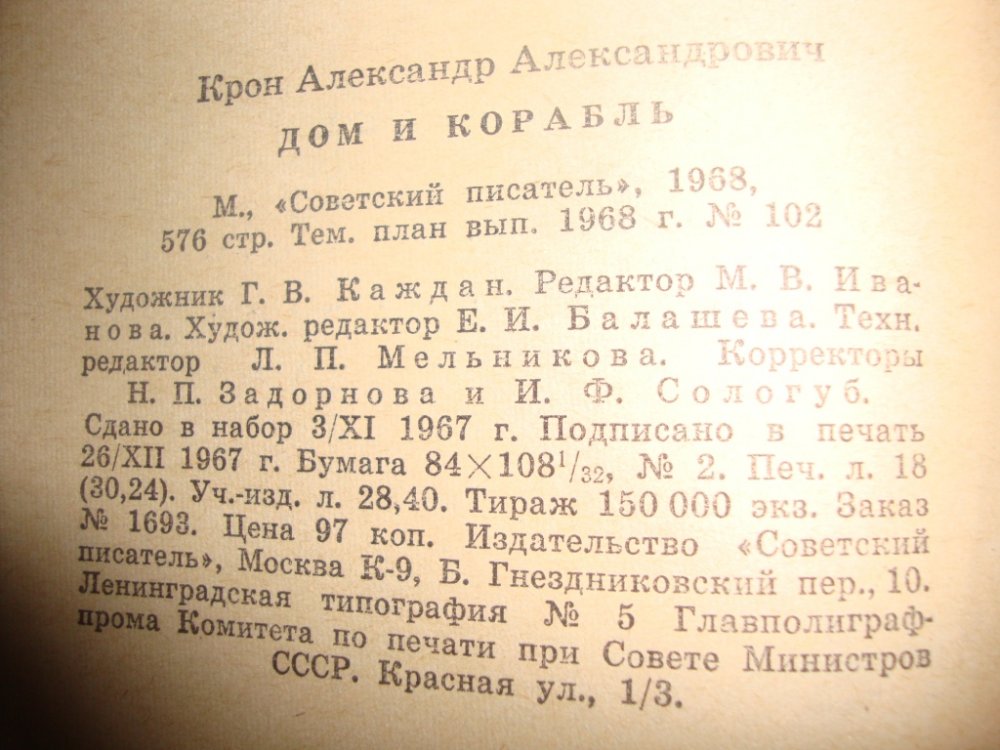 Крон Александр Александрович
ДОМ И КОРАБЛЬ
М., «Советский писатель», 1968,
576 стр. Тем. план вып. 1968 г. № 102
Художник Г. В. Каждан. Редактор М. В. Ива-
нова. Худож. редактор Е. И. Балашева. Техн.
редактор Л. П. Мельникова. Корректоры
Н. П. Задорнова и И. Ф. Сологуб.
Сдано в набор 3/XI 1967 г. Подписано в печать
26/XII 1967 г. Бумага 84×108¹/₃₂, № 2. Печ. л. 18
(30,24). Уч.-изд. л. 28,40. Тираж 150 000 экз. Заказ
№ 1693. Цена 97 коп. Издательство «Советский
писатель», Москва К-9, Б. Гнездниковский пер., 10.
Ленинградская типография № 5 Главполиграф-
прома Комитета по печати при Совете Министров
СССР. Красная ул., 1/3.